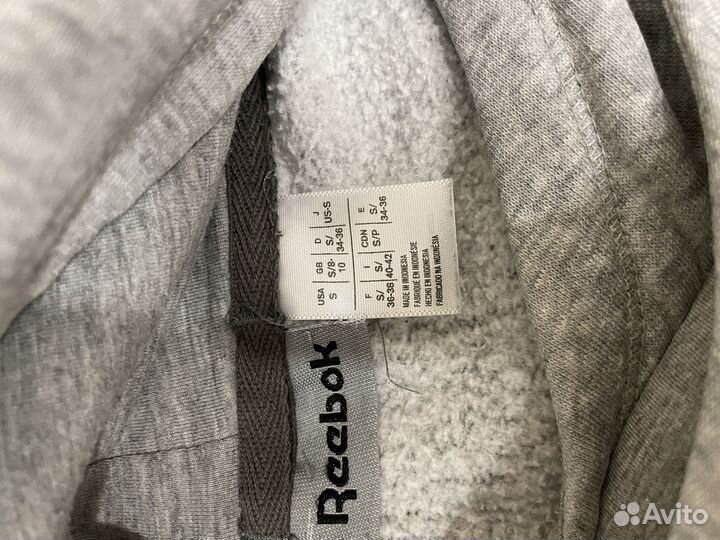 USA GB D J
S S/8- S/ US-S
10 34-36
F I CDN E
S/ S/ S/P S/
36-38 40-42 34-36
MADE IN INDONESIA
FABRIQUÉ EN INDONÉSIE
HECHO EN INDONESIA
FABRICADO NA INDONÉSIA
Reebok
Avito